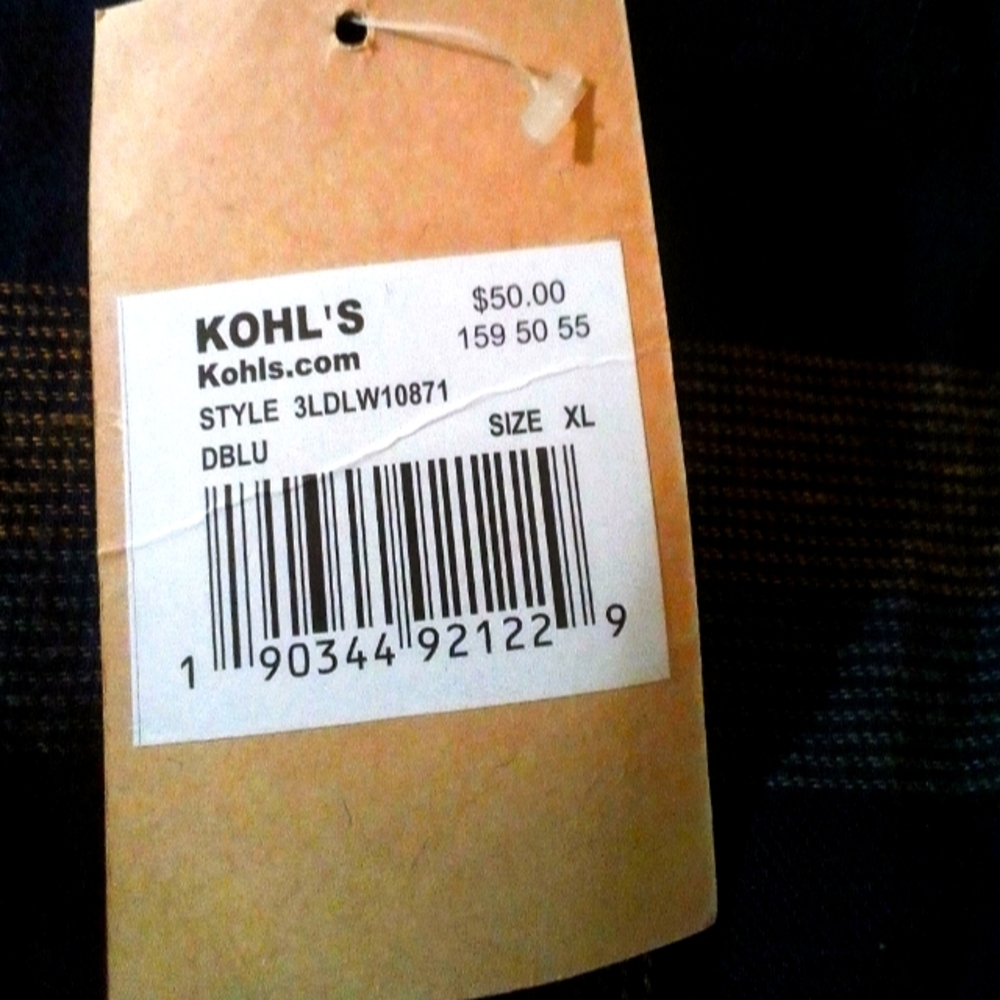 KOHL'S
$50.00
Kohls.com
159 50 55
STYLE 3LDLW10871
DBLU
SIZE XL
1 90344 92122 9